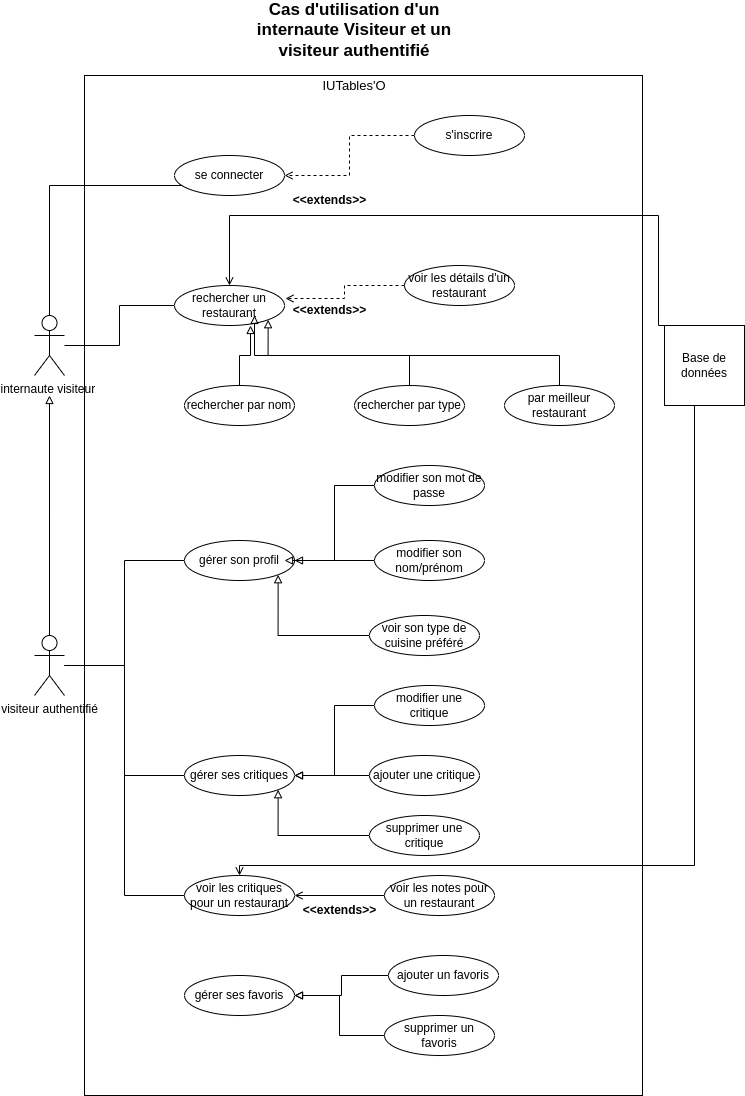 Cas d'utilisation d'un
internaute Visiteur et un
visiteur authentifié
IUTables'O
s'inscrire
se connecter
<<extends>>
voir les détails d'un
restaurant
rechercher un
restaurant
<<extends>>
internaute visiteur
Base de
données
rechercher par nom
rechercher par type
par meilleur
restaurant
modifier son mot de
passe
gérer son profil
modifier son
nom/prénom
voir son type de
cuisine préféré
visiteur authentifié
modifier une
critique
gérer ses critiques
ajouter une critique
supprimer une
critique
voir les critiques
pour un restaurant
<<extends>>
voir les notes pour
un restaurant
gérer ses favoris
ajouter un favoris
supprimer un
favoris